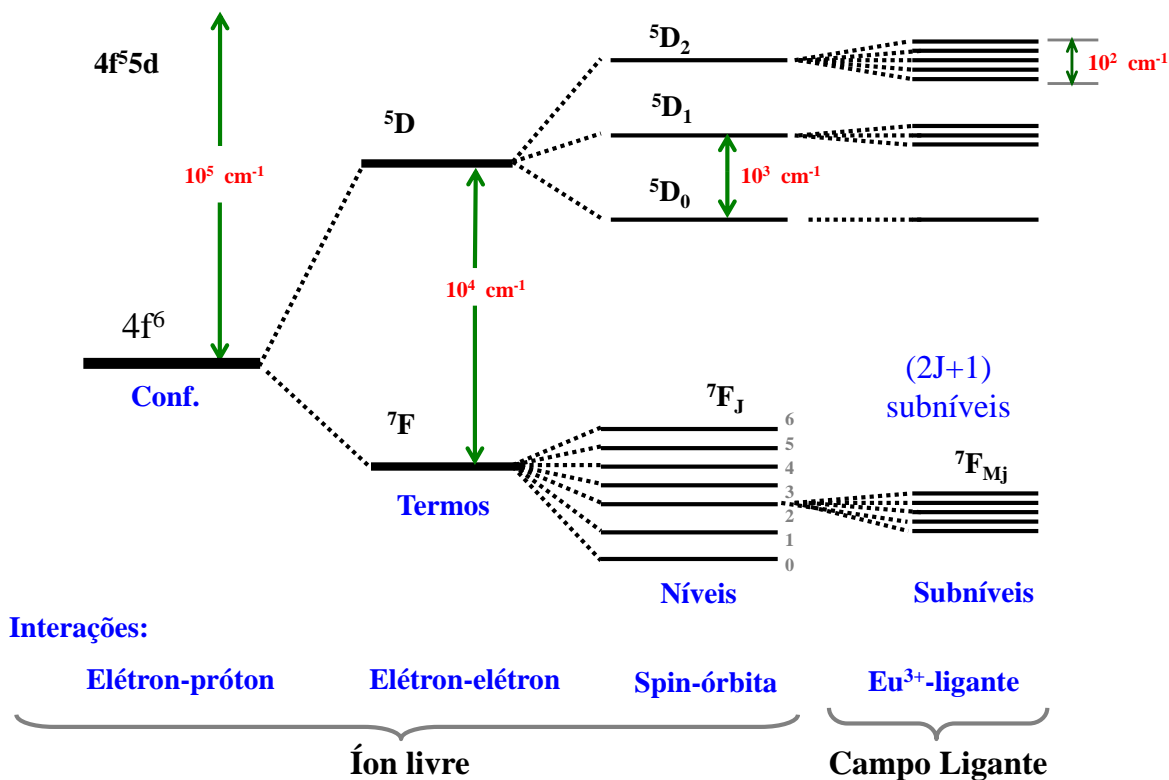 4f⁵5d
10⁵ cm⁻¹
4f⁶
Conf.
⁵D
10⁴ cm⁻¹
⁷F
Termos
⁵D₂
⁵D₁
10³ cm⁻¹
⁵D₀
10² cm⁻¹
⁷F_J
6
5
4
3
2
1
0
Níveis
(2J+1)
subníveis
⁷F_Mj
Subníveis
Interações:
Elétron-próton Elétron-elétron Spin-órbita Eu³⁺-ligante
Íon livre Campo Ligante